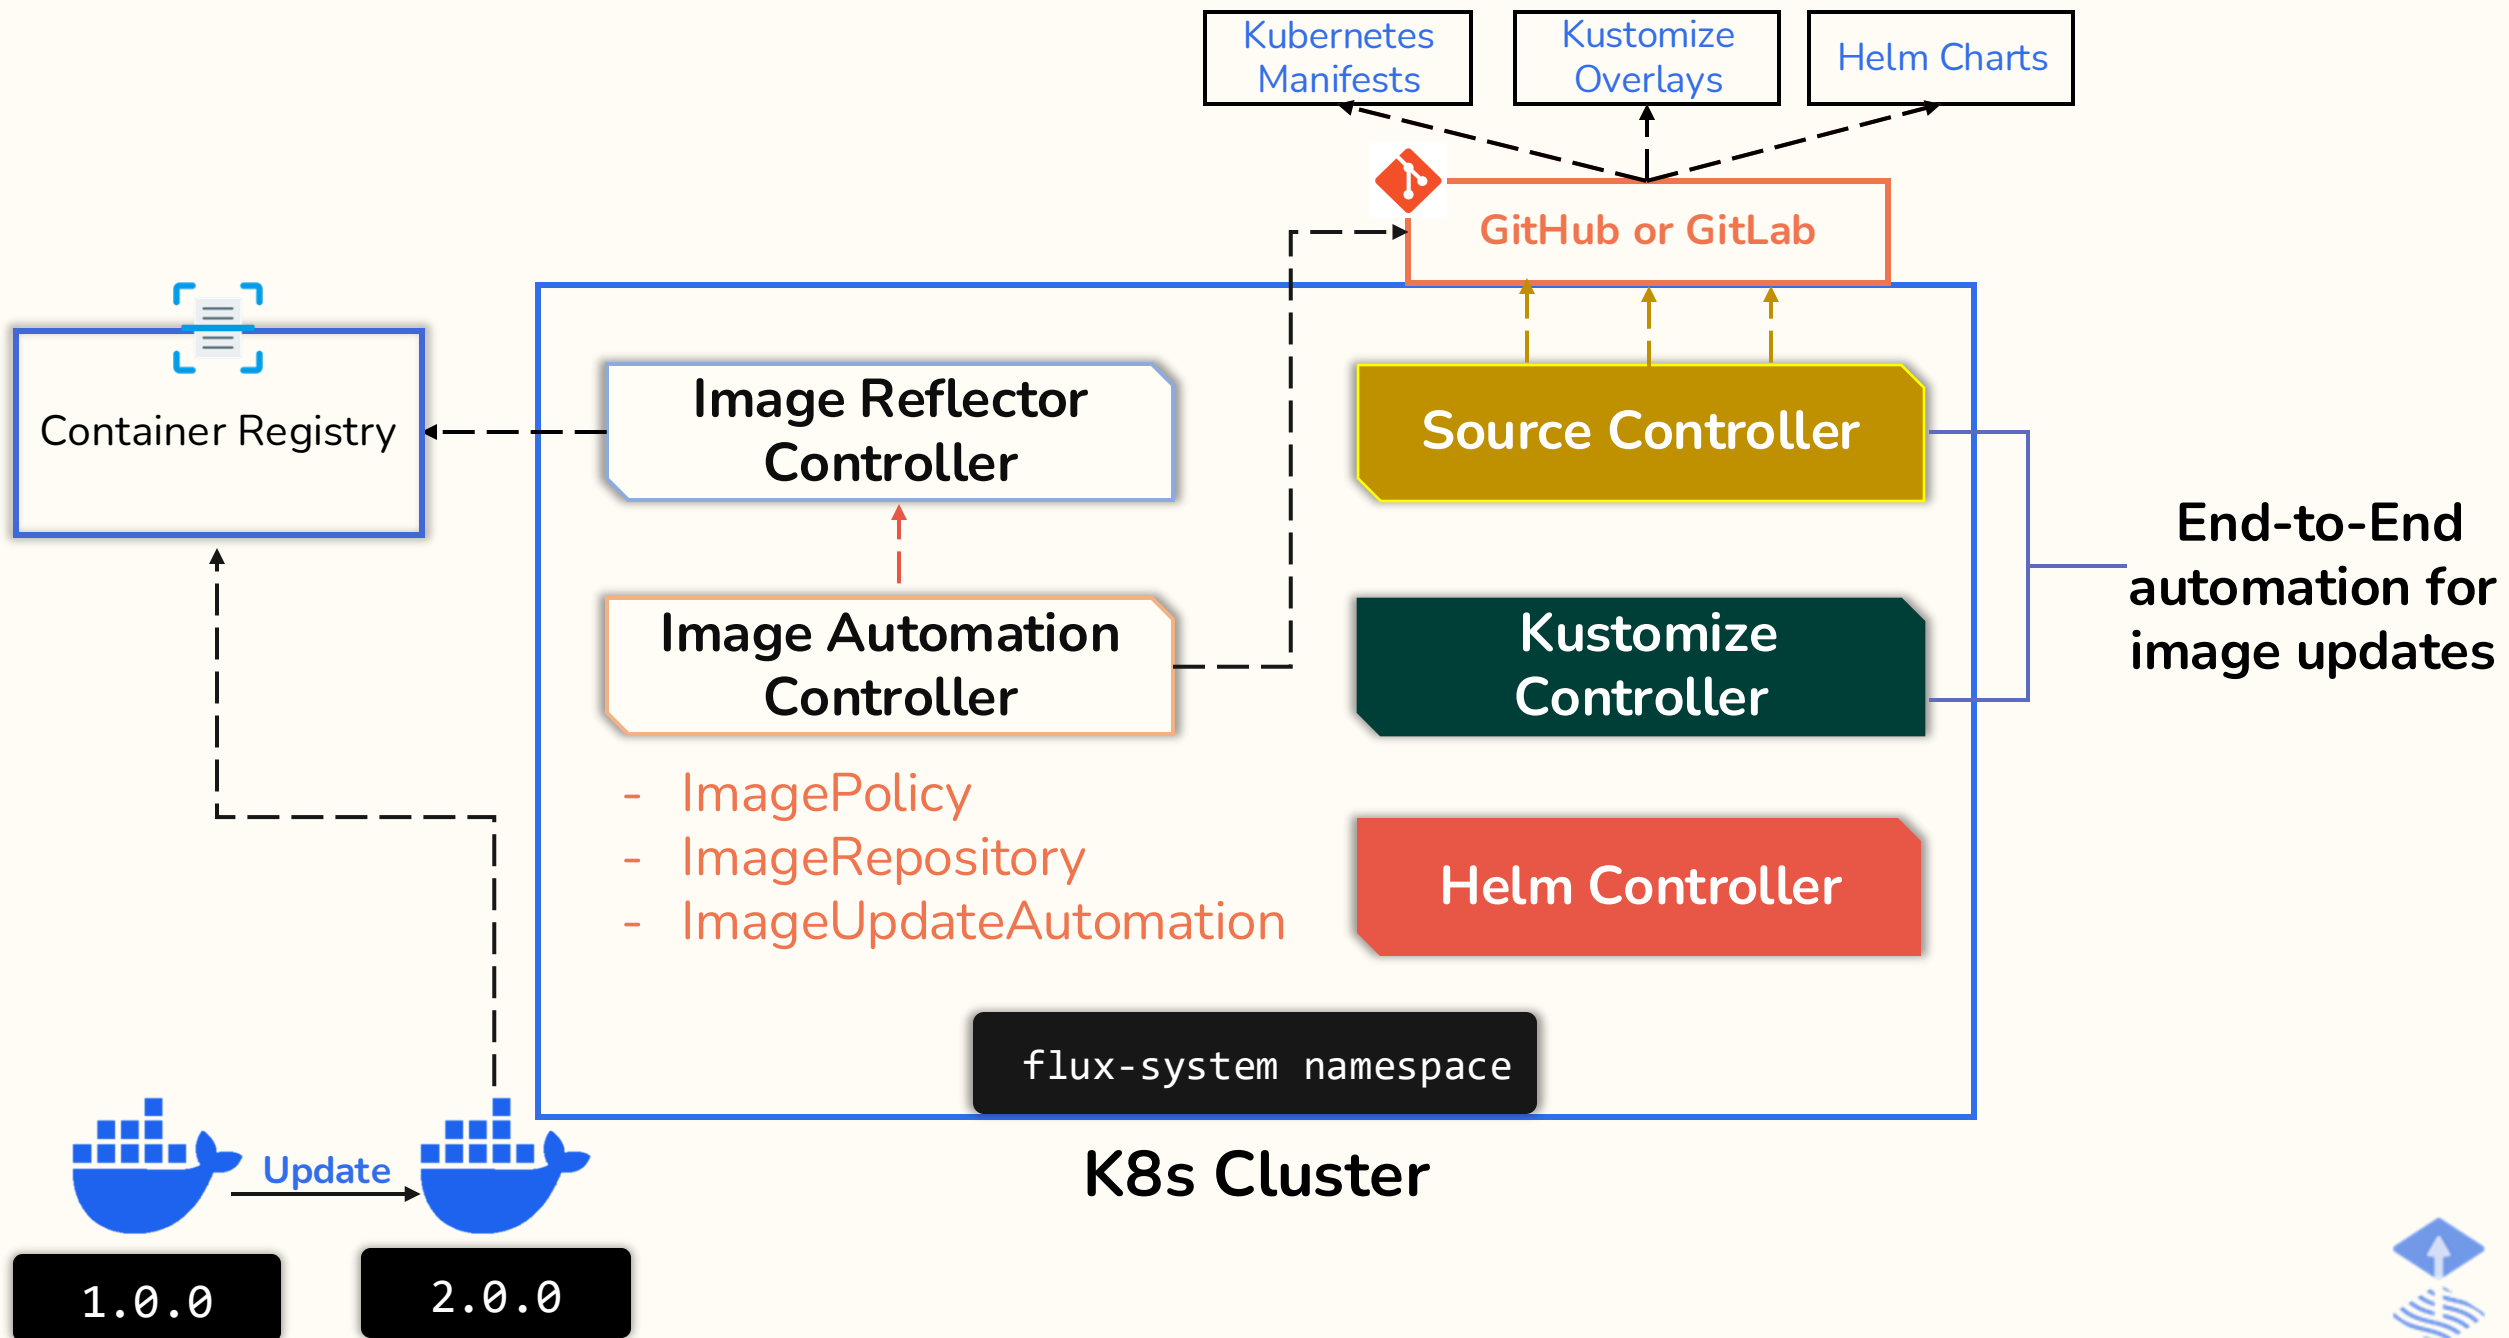 Kubernetes
Manifests
Kustomize
Overlays
Helm Charts
GitHub or GitLab
Container Registry
Image Reflector
Controller
Source Controller
Image Automation
Controller
Kustomize
Controller
End-to-End
automation for
image updates
- ImagePolicy
- ImageRepository
- ImageUpdateAutomation
Helm Controller
flux-system namespace
K8s Cluster
Update
1.0.0
2.0.0